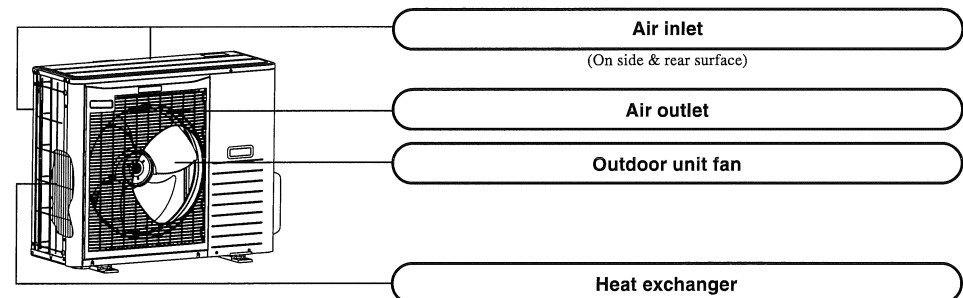 Air inlet
(On side & rear surface)
Air outlet
Outdoor unit fan
Heat exchanger